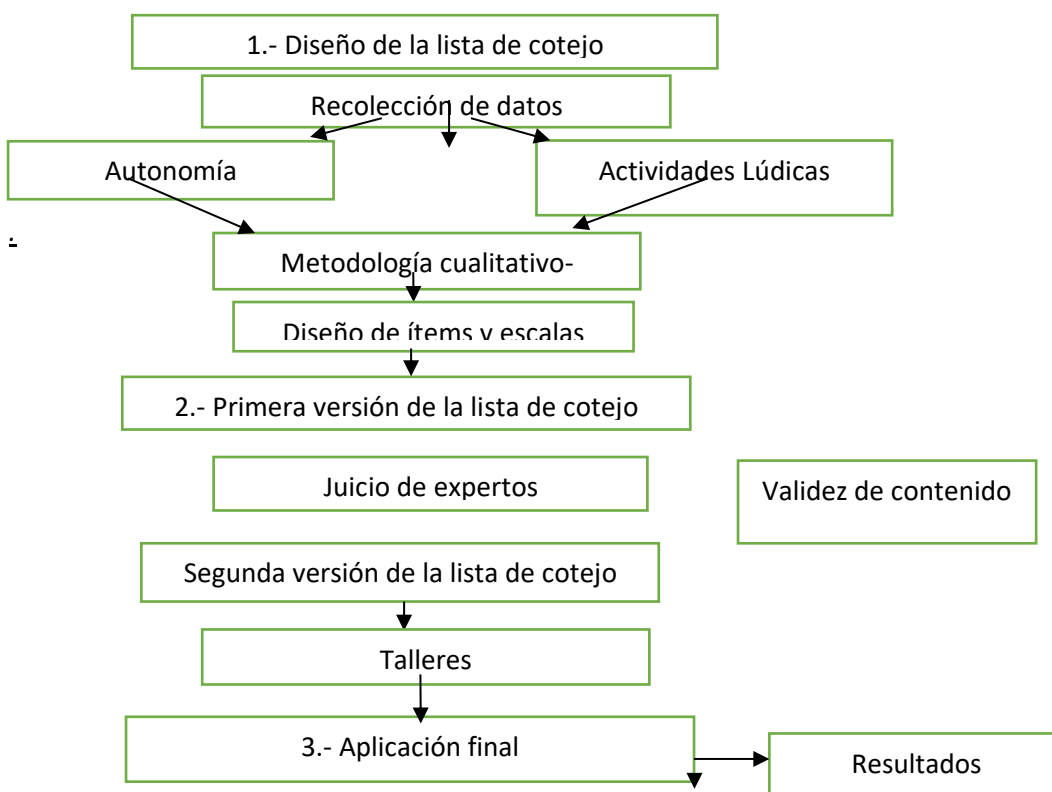 1.- Diseño de la lista de cotejo
Recolección de datos
Autonomía
Actividades Lúdicas
.
Metodología cualitativo-
Diseño de ítems y escalas
2.- Primera versión de la lista de cotejo
Juicio de expertos
Validez de contenido
Segunda versión de la lista de cotejo
Talleres
3.- Aplicación final
Resultados